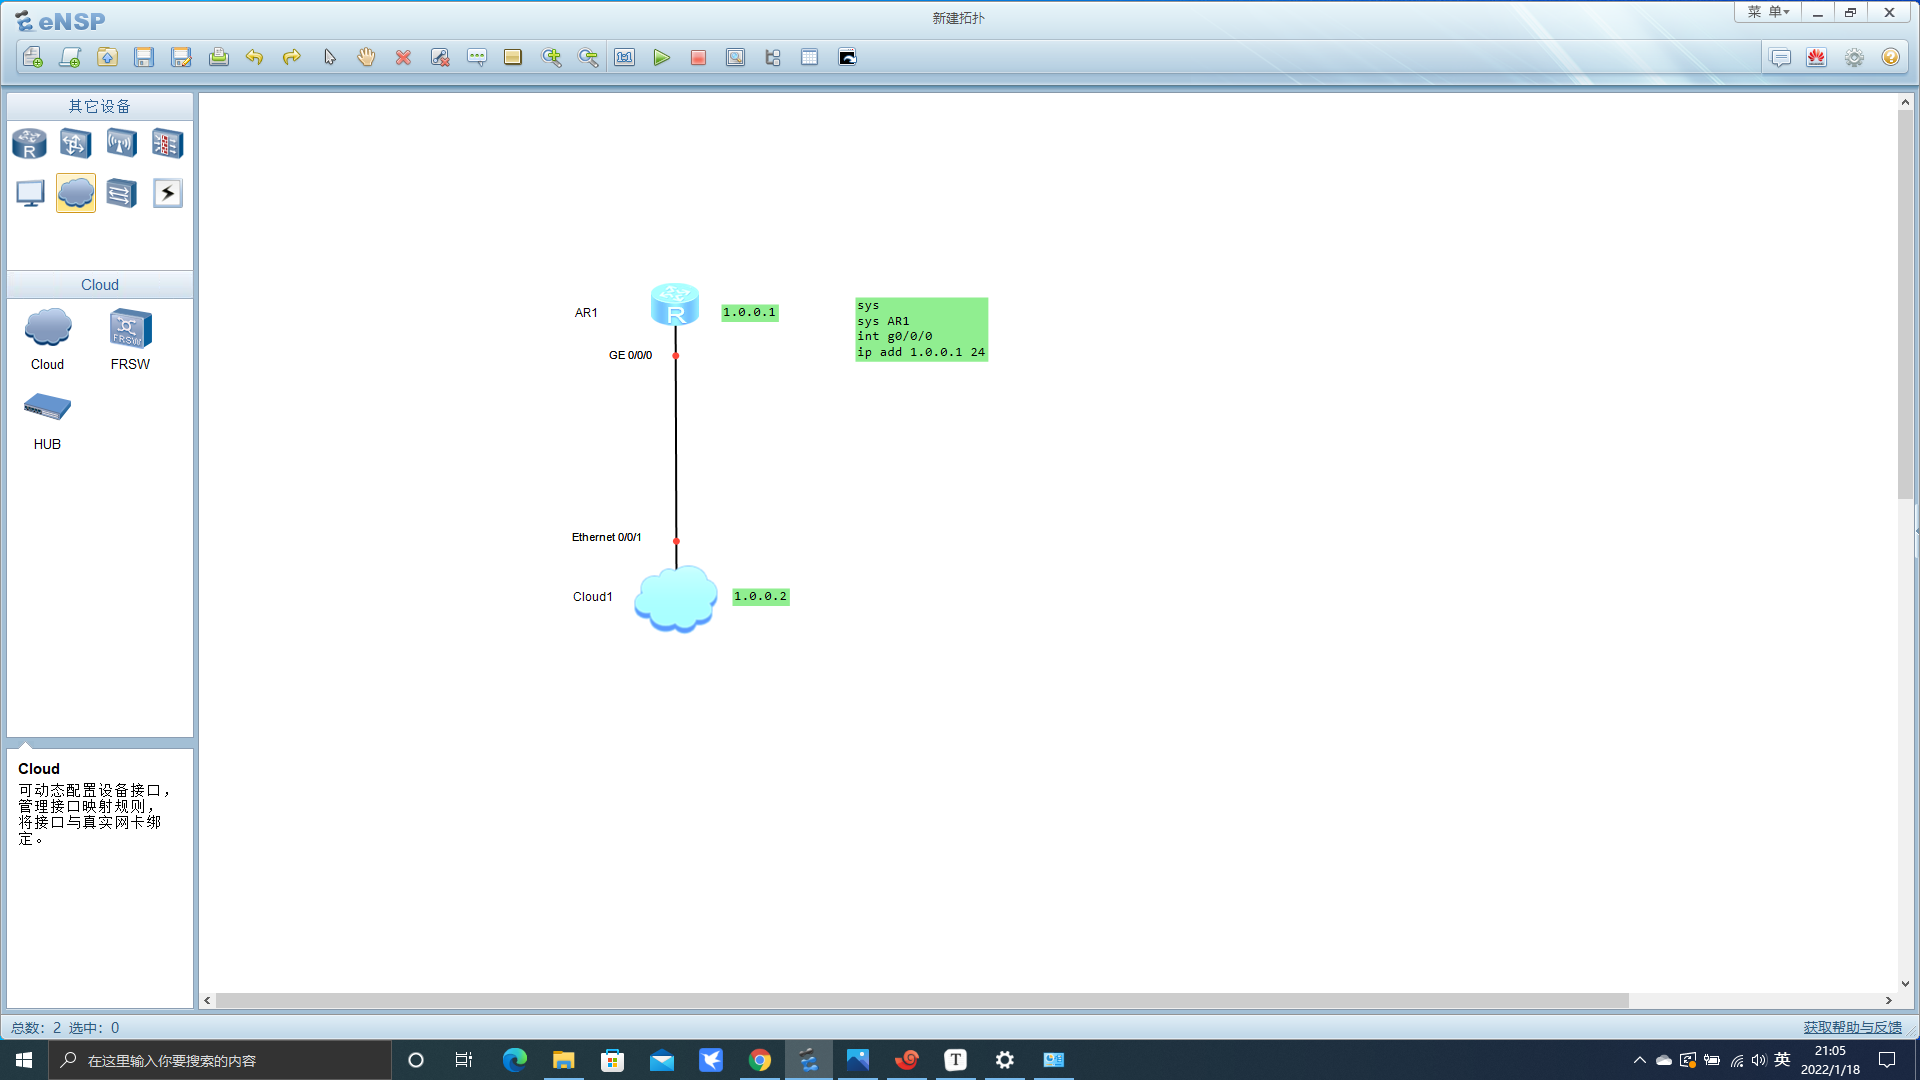 eNSP
新建拓扑
菜 单
其它设备
R
Cloud
Cloud
FRSW
FRSW
HUB
AR1
R
1.0.0.1
GE 0/0/0
sys
sys AR1
int g0/0/0
ip add 1.0.0.1 24
Ethernet 0/0/1
Cloud1
1.0.0.2
Cloud
可动态配置设备接口，
管理接口映射规则，
将接口与真实网卡绑
定。
总数：2 选中：0
获取帮助与反馈
在这里输入你要搜索的内容
T
英
21:05
2022/1/18